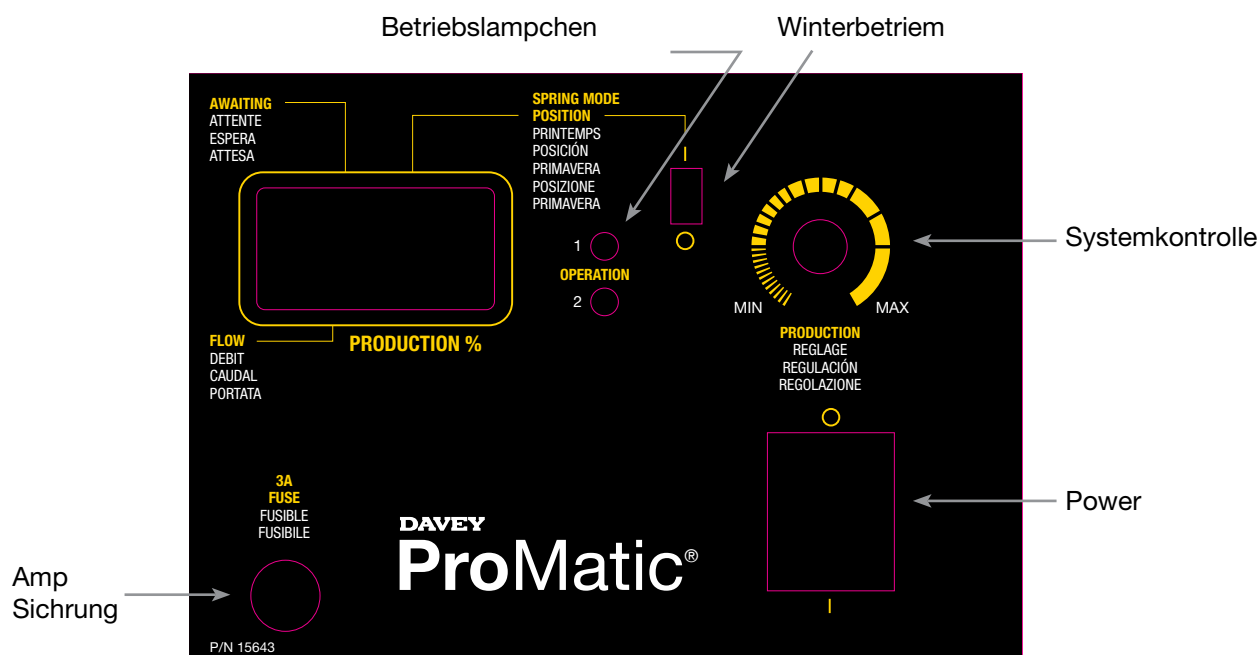 Betriebslampchen
Winterbetriem
AWAITING
ATTENTE
ESPERA
ATTESA
SPRING MODE
POSITION
PRINTEMPS
POSICIÓN
PRIMAVERA
POSIZIONE
PRIMAVERA
I
1
OPERATION
2
Systemkontrolle
MIN
MAX
PRODUCTION
REGLAGE
REGULACIÓN
REGOLAZIONE
FLOW
DEBIT
CAUDAL
PORTATA
PRODUCTION %
3A
FUSE
FUSIBLE
FUSIBILE
DAVEY
ProMatic®
Power
I
Amp
Sichrung
P/N 15643